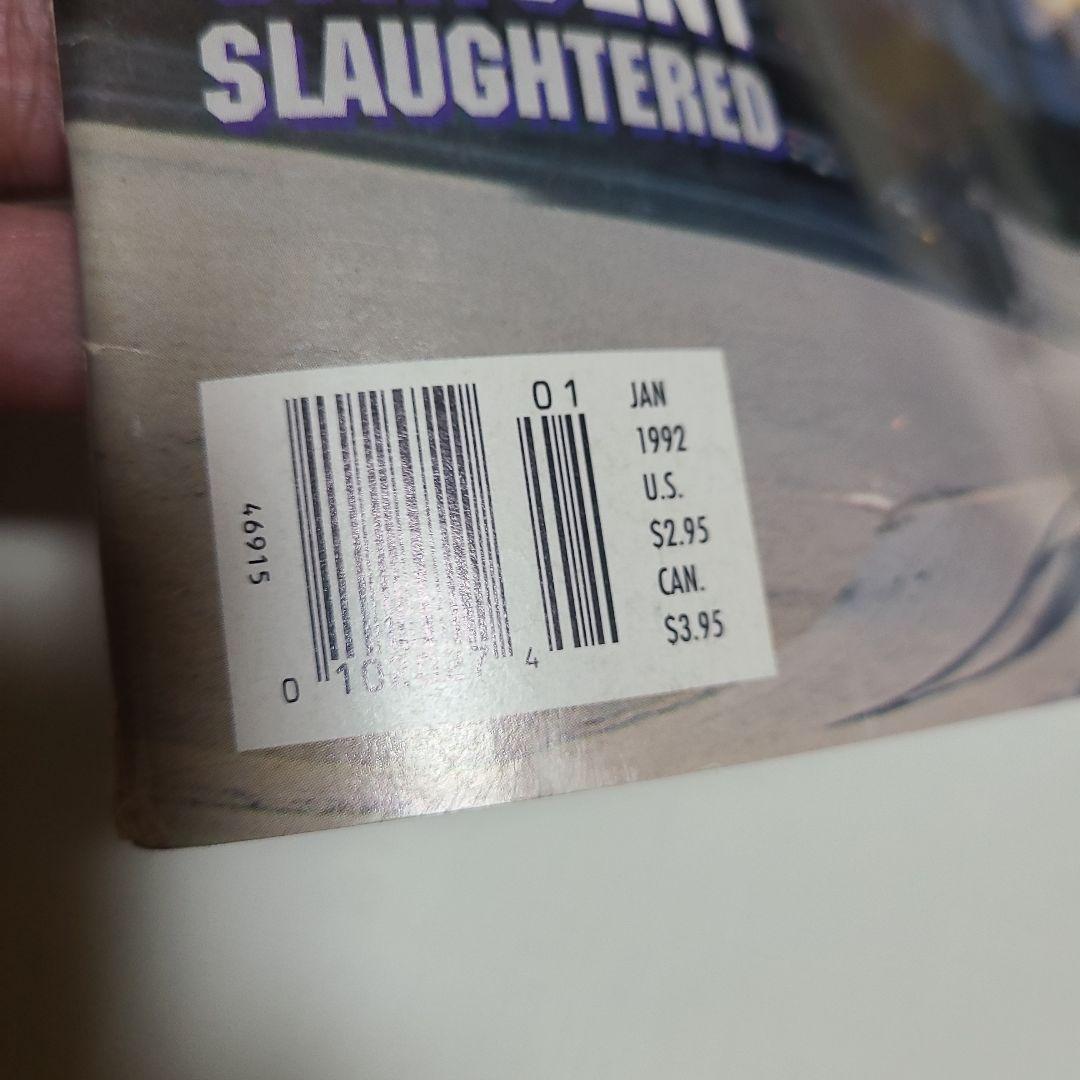 SLAUGHTERED
01
JAN
1992
U.S.
$2.95
CAN.
$3.95
46915
0
4